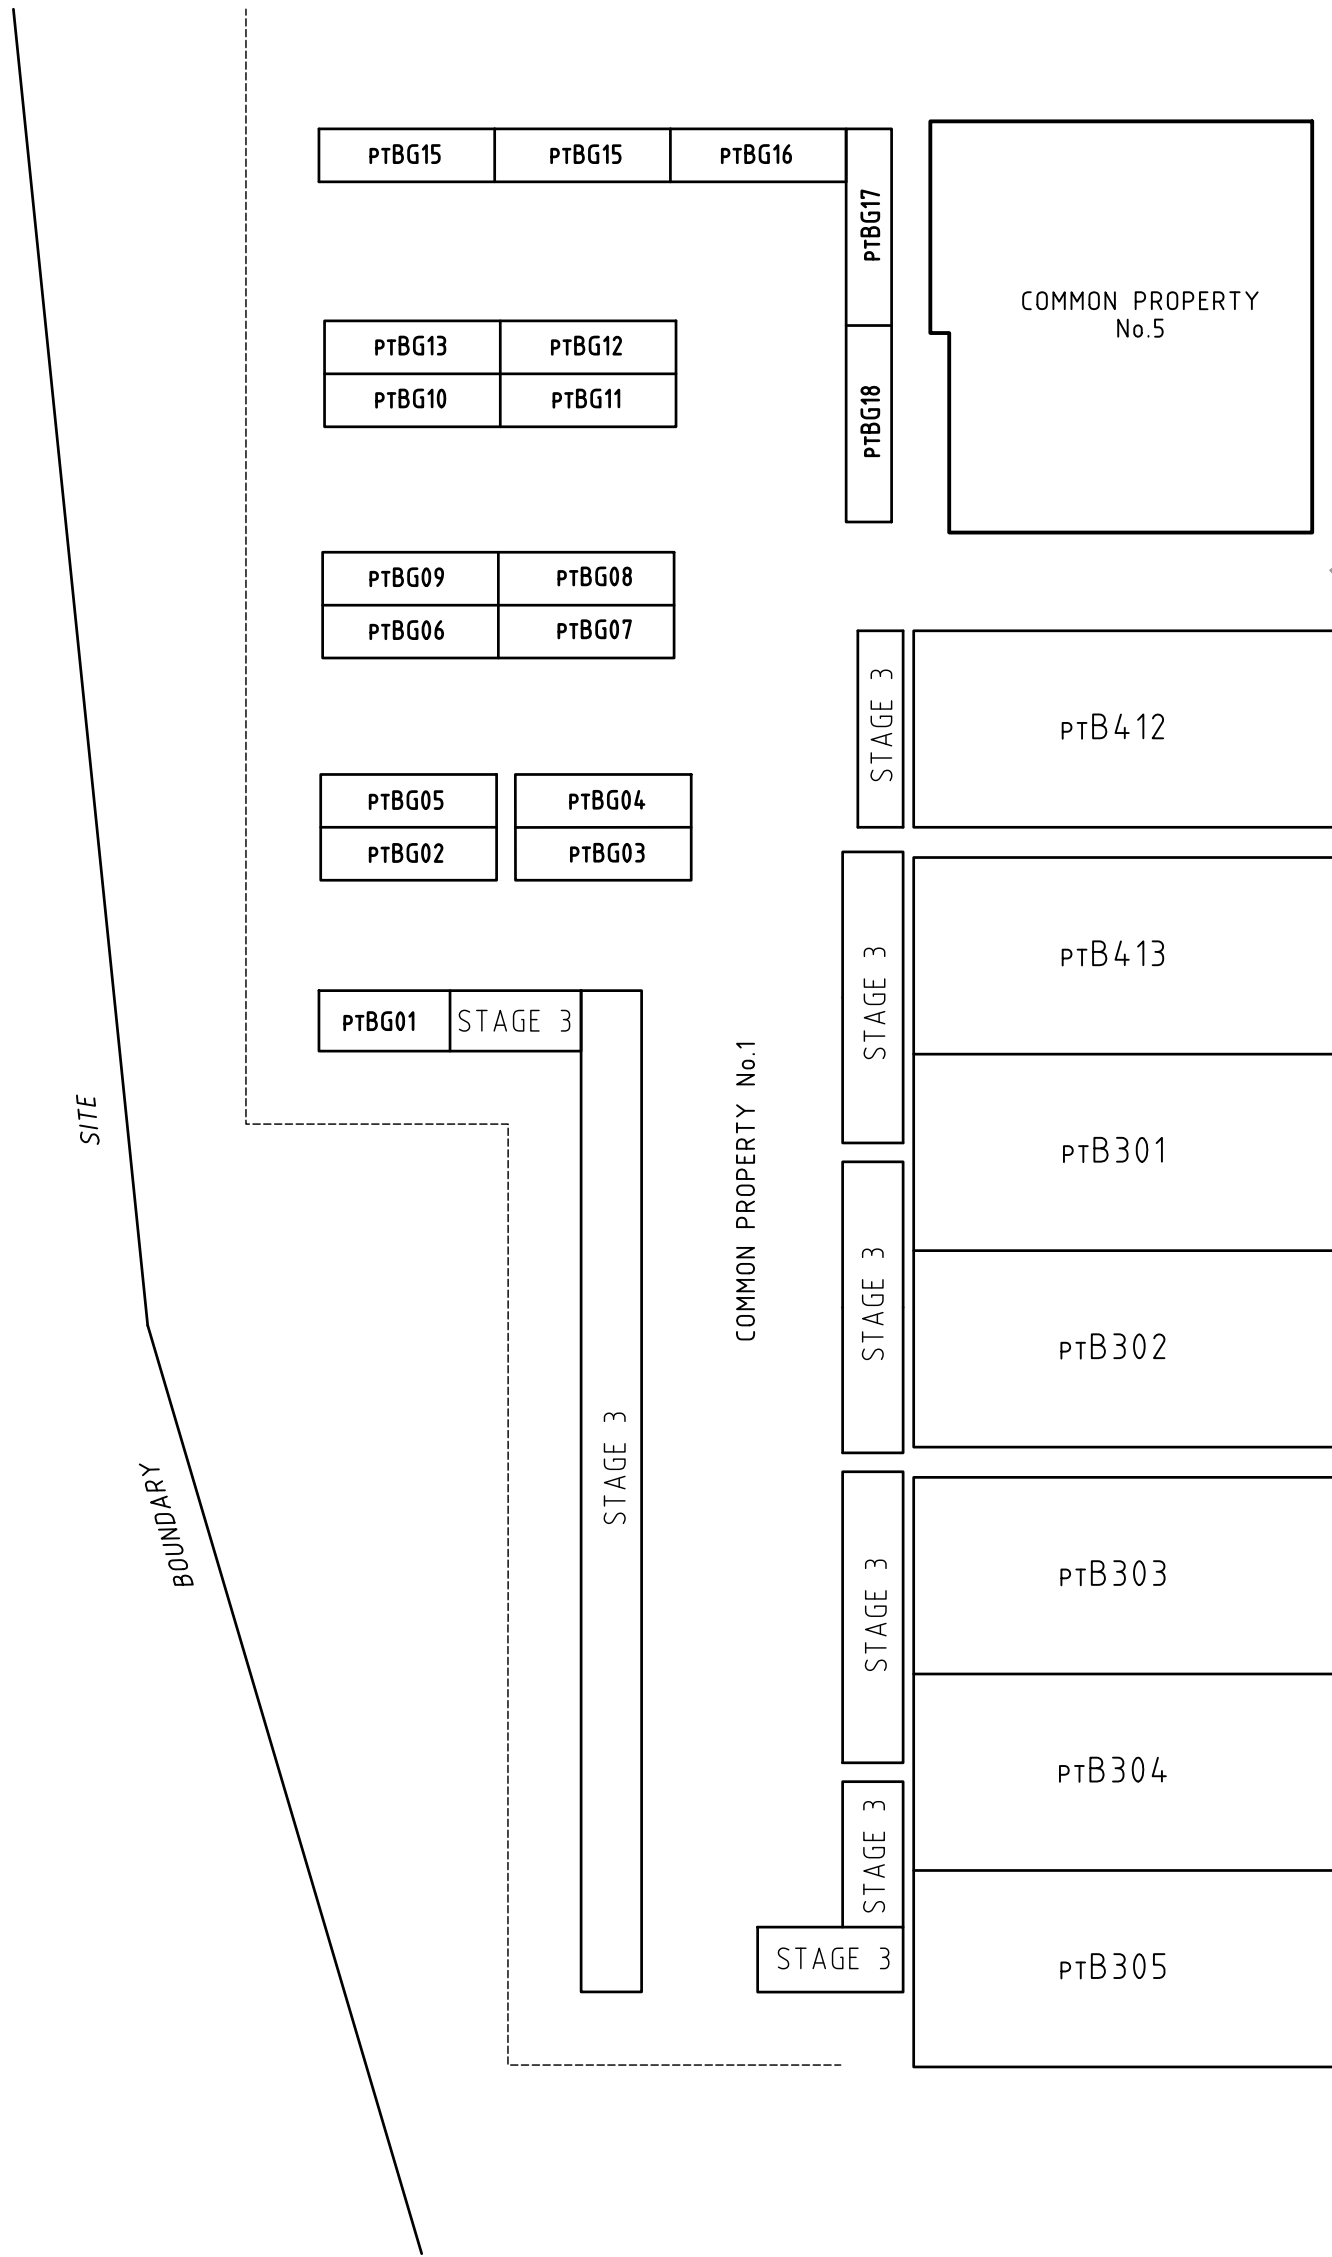 PTBG15
PTBG15
PTBG16
PTBG17
COMMON PROPERTY
No.5
PTBG13
PTBG12
PTBG10
PTBG11
PTBG18
PTBG09
PTBG08
PTBG06
PTBG07
STAGE 3
PTB412
PTBG05
PTBG04
PTBG02
PTBG03
STAGE 3
PTB413
PTBG01
STAGE 3
SITE
COMMON PROPERTY No.1
PTB301
STAGE 3
PTB302
STAGE 3
BOUNDARY
STAGE 3
PTB303
PTB304
STAGE 3
STAGE 3
PTB305